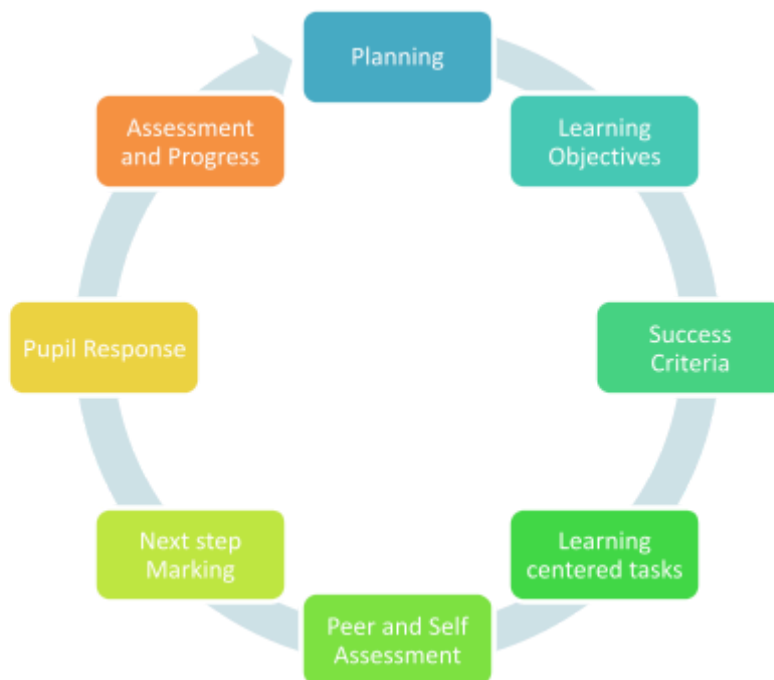 Planning
Learning
Objectives
Success
Criteria
Learning
centered tasks
Peer and Self
Assessment
Next step
Marking
Pupil Response
Assessment
and Progress